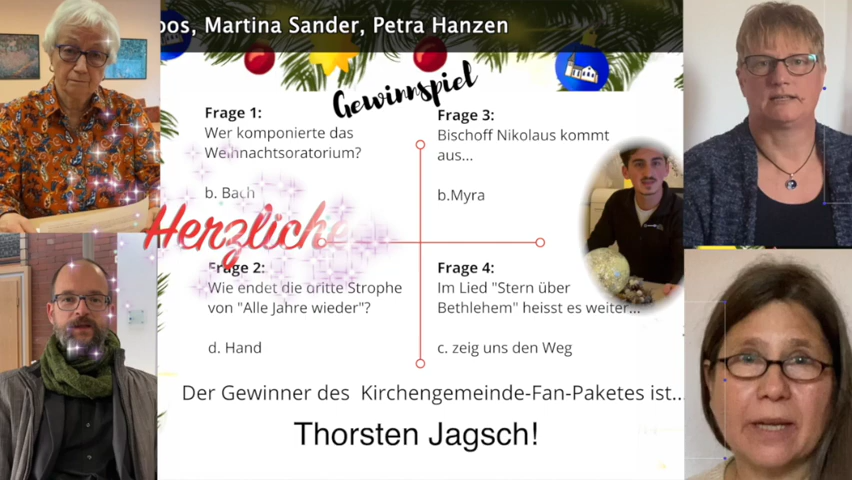 oos, Martina Sander, Petra Hanzen
Gewinnspiel
Frage 1:
Wer komponierte das
Weihnachtsoratorium?
b. Bach
Frage 3:
Bischoff Nikolaus kommt
aus...
b.Myra
Herzliche
Frage 2:
Wie endet die dritte Strophe
von "Alle Jahre wieder"?
d. Hand
Frage 4:
Im Lied "Stern über
Bethlehem" heisst es weiter...
c. zeig uns den Weg
Der Gewinner des Kirchengemeinde-Fan-Paketes ist...
Thorsten Jagsch!